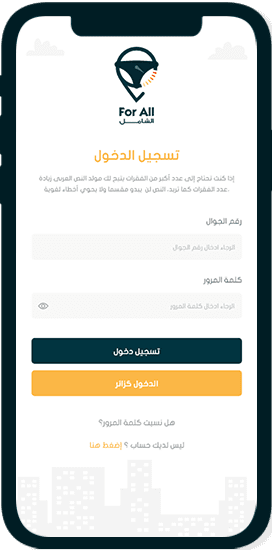 For All
الشامل
تسجيل الدخول
إذا كنت تحتاج إلى عدد أكبر من الفقرات يتيح لك مولد النص العربى زيادة
عدد الفقرات كما تريد، النص لن يبدو مقسما ولا يحوي أخطاء لغوية.
رقم الجوال
الرجاء ادخال رقم الجوال
كلمة المرور
الرجاء ادخال كلمة المرور
تسجيل دخول
الدخول كزائر
هل نسيت كلمة المرور؟
ليس لديك حساب ؟ إضغط هنا